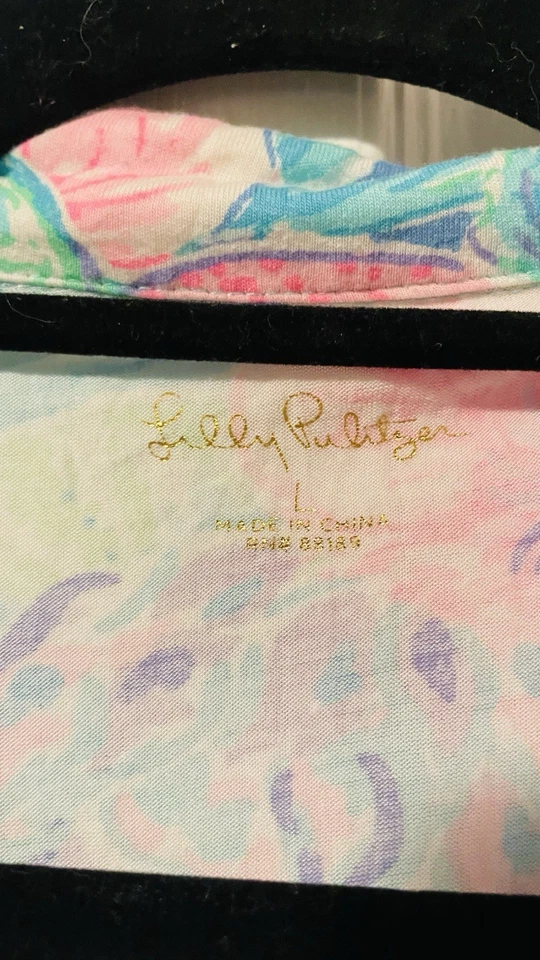 Lilly Pulitzer
L
MADE IN CHINA
RN# 88189